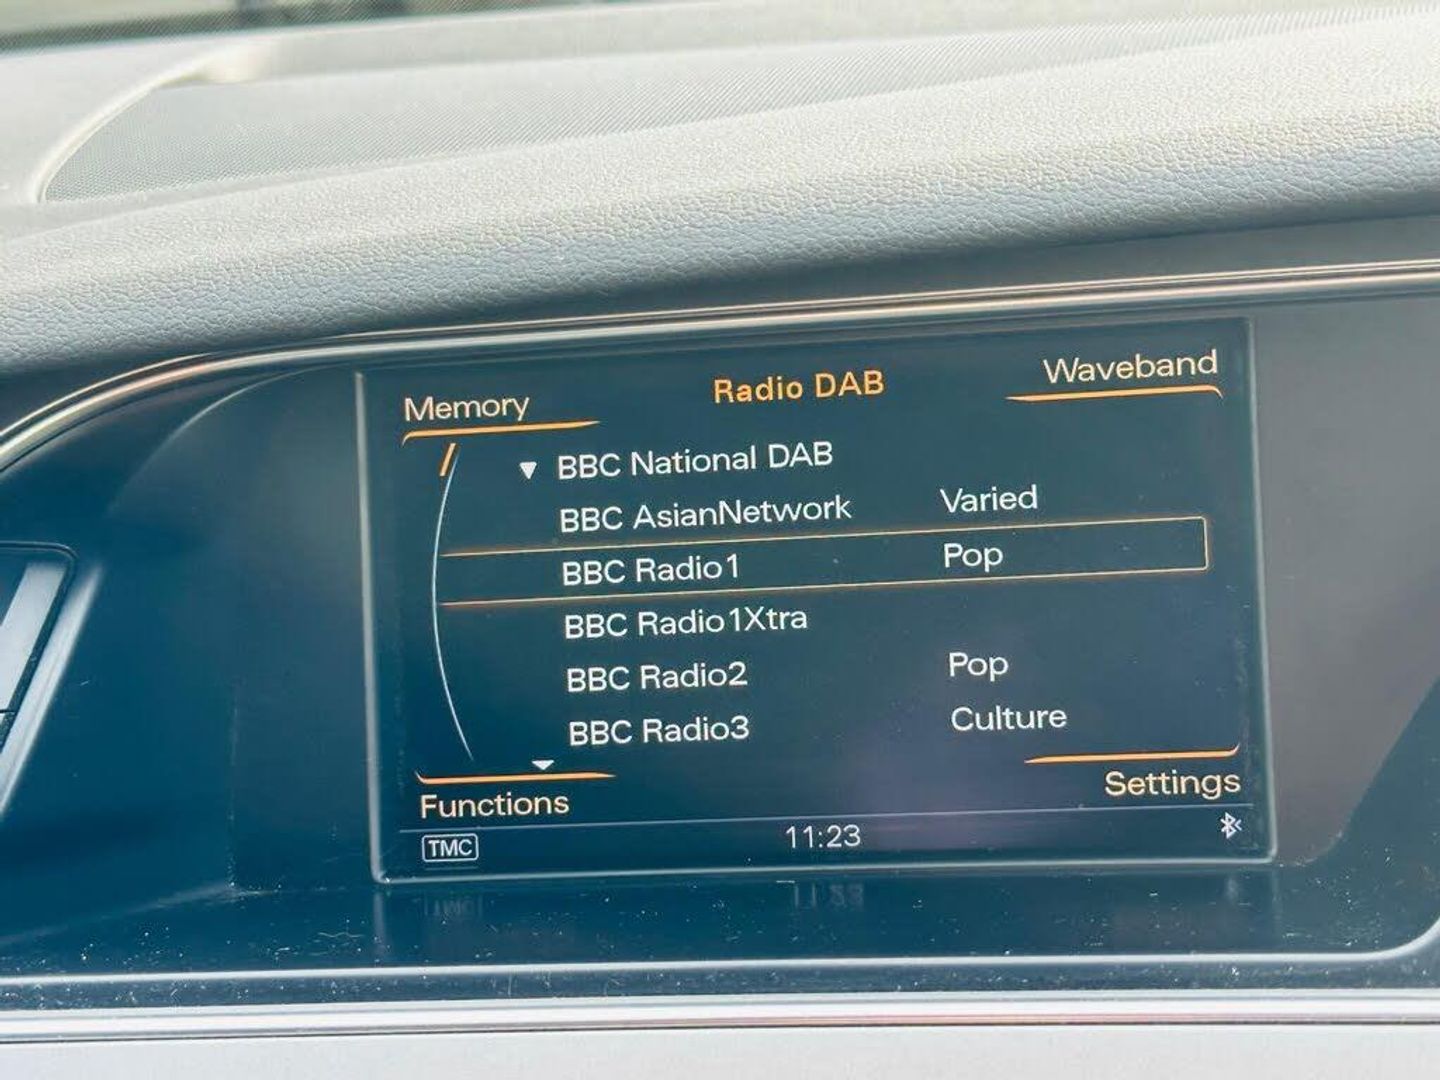 Memory
Radio DAB
Waveband
BBC National DAB
BBC AsianNetwork Varied
BBC Radio1 Pop
BBC Radio1Xtra
BBC Radio2 Pop
BBC Radio3 Culture
Functions
Settings
TMC
11:23